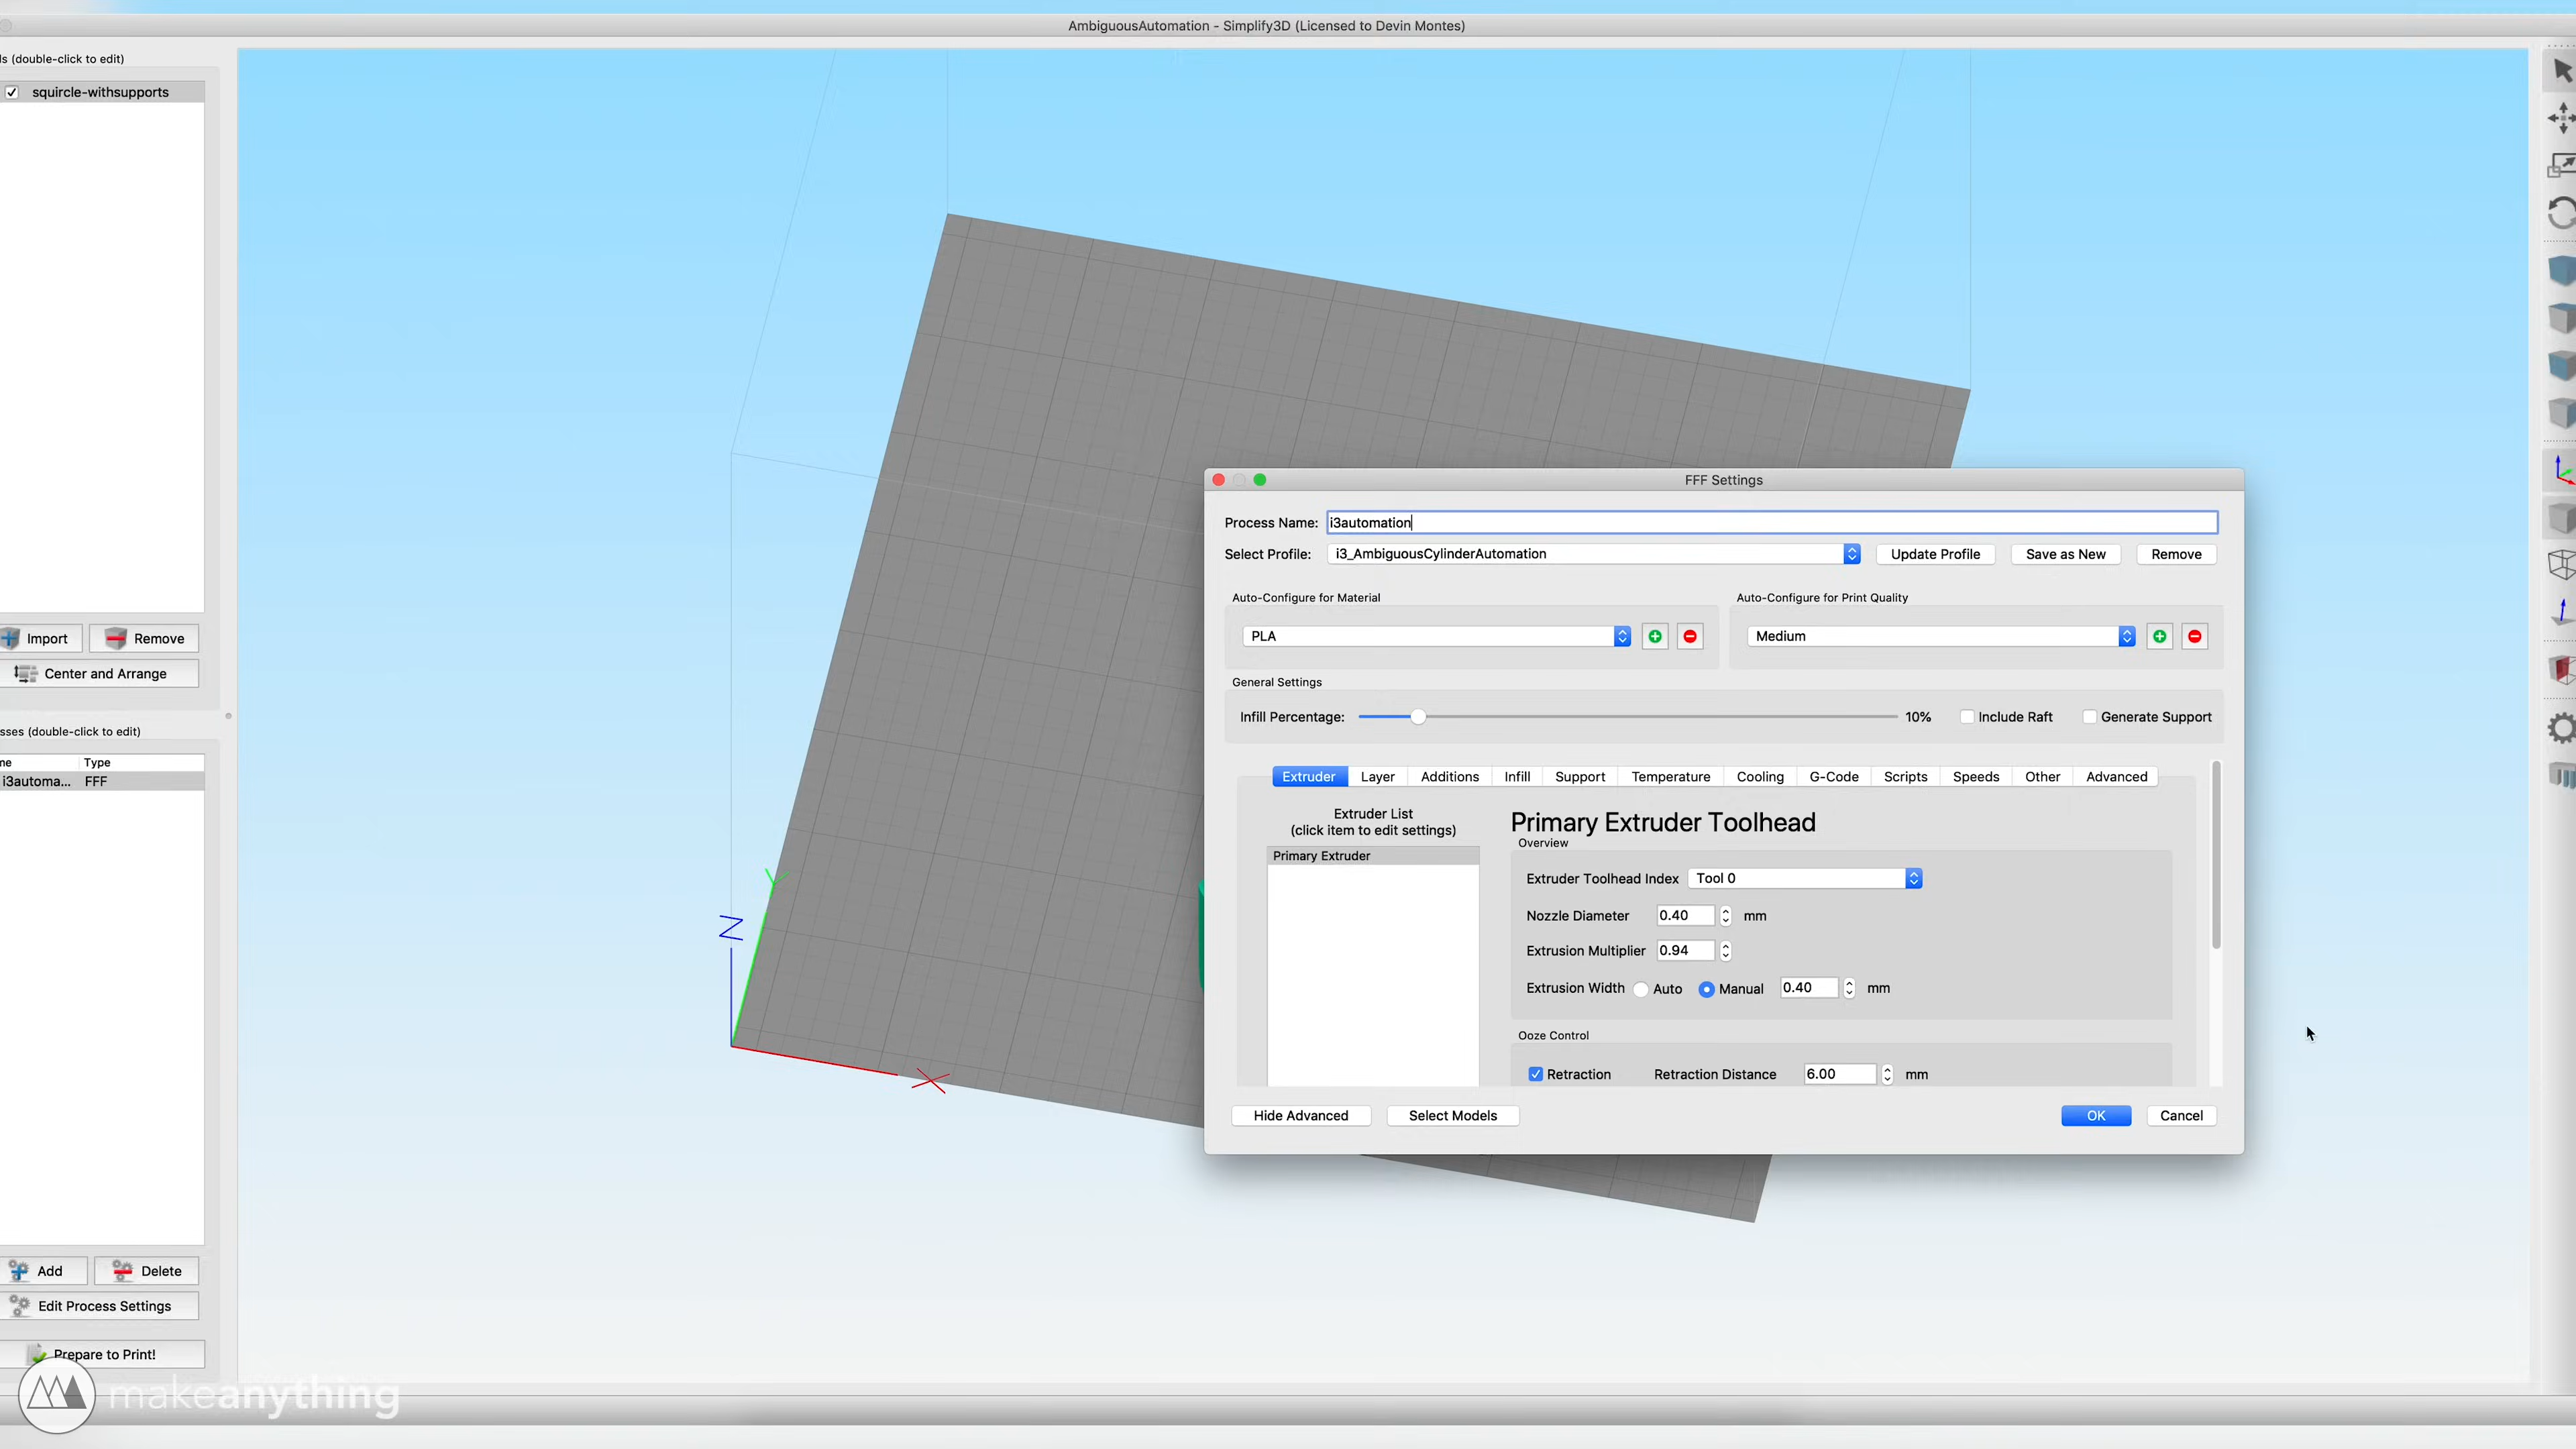 AmbiguousAutomation - Simplify3D (Licensed to Devin Montes)
ls (double-click to edit)
squircle-withsupports
Import Remove
Center and Arrange
sses (double-click to edit)
me Type
i3automa... FFF
Add Delete
Edit Process Settings
Prepare to Print!
makeanything
Z
Y
X
FFF Settings
Process Name: i3automation
Select Profile: i3_AmbiguousCylinderAutomation Update Profile Save as New Remove
Auto-Configure for Material Auto-Configure for Print Quality
PLA Medium
General Settings
Infill Percentage: 10% Include Raft Generate Support
Extruder Layer Additions Infill Support Temperature Cooling G-Code Scripts Speeds Other Advanced
Extruder List
(click item to edit settings)
Primary Extruder
Primary Extruder Toolhead
Overview
Extruder Toolhead Index Tool 0
Nozzle Diameter 0.40 mm
Extrusion Multiplier 0.94
Extrusion Width Auto Manual 0.40 mm
Ooze Control
Retraction Retraction Distance 6.00 mm
Hide Advanced Select Models OK Cancel